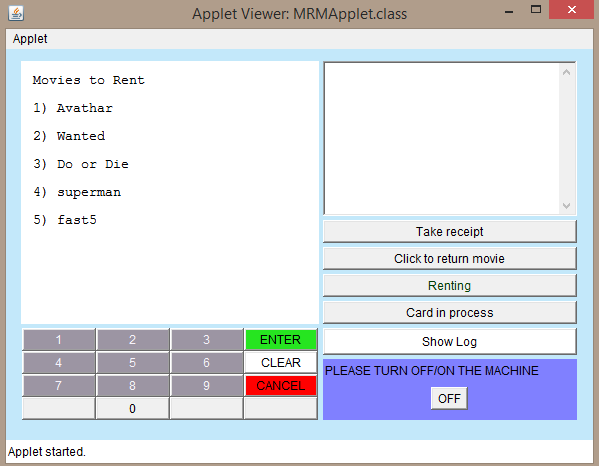 Applet Viewer: MRMApplet.class
Applet
Movies to Rent
1) Avathar
2) Wanted
3) Do or Die
4) superman
5) fast5
Take receipt
Click to return movie
Renting
Card in process
Show Log
1 2 3 ENTER
4 5 6 CLEAR
7 8 9 CANCEL
0
PLEASE TURN OFF/ON THE MACHINE
OFF
Applet started.